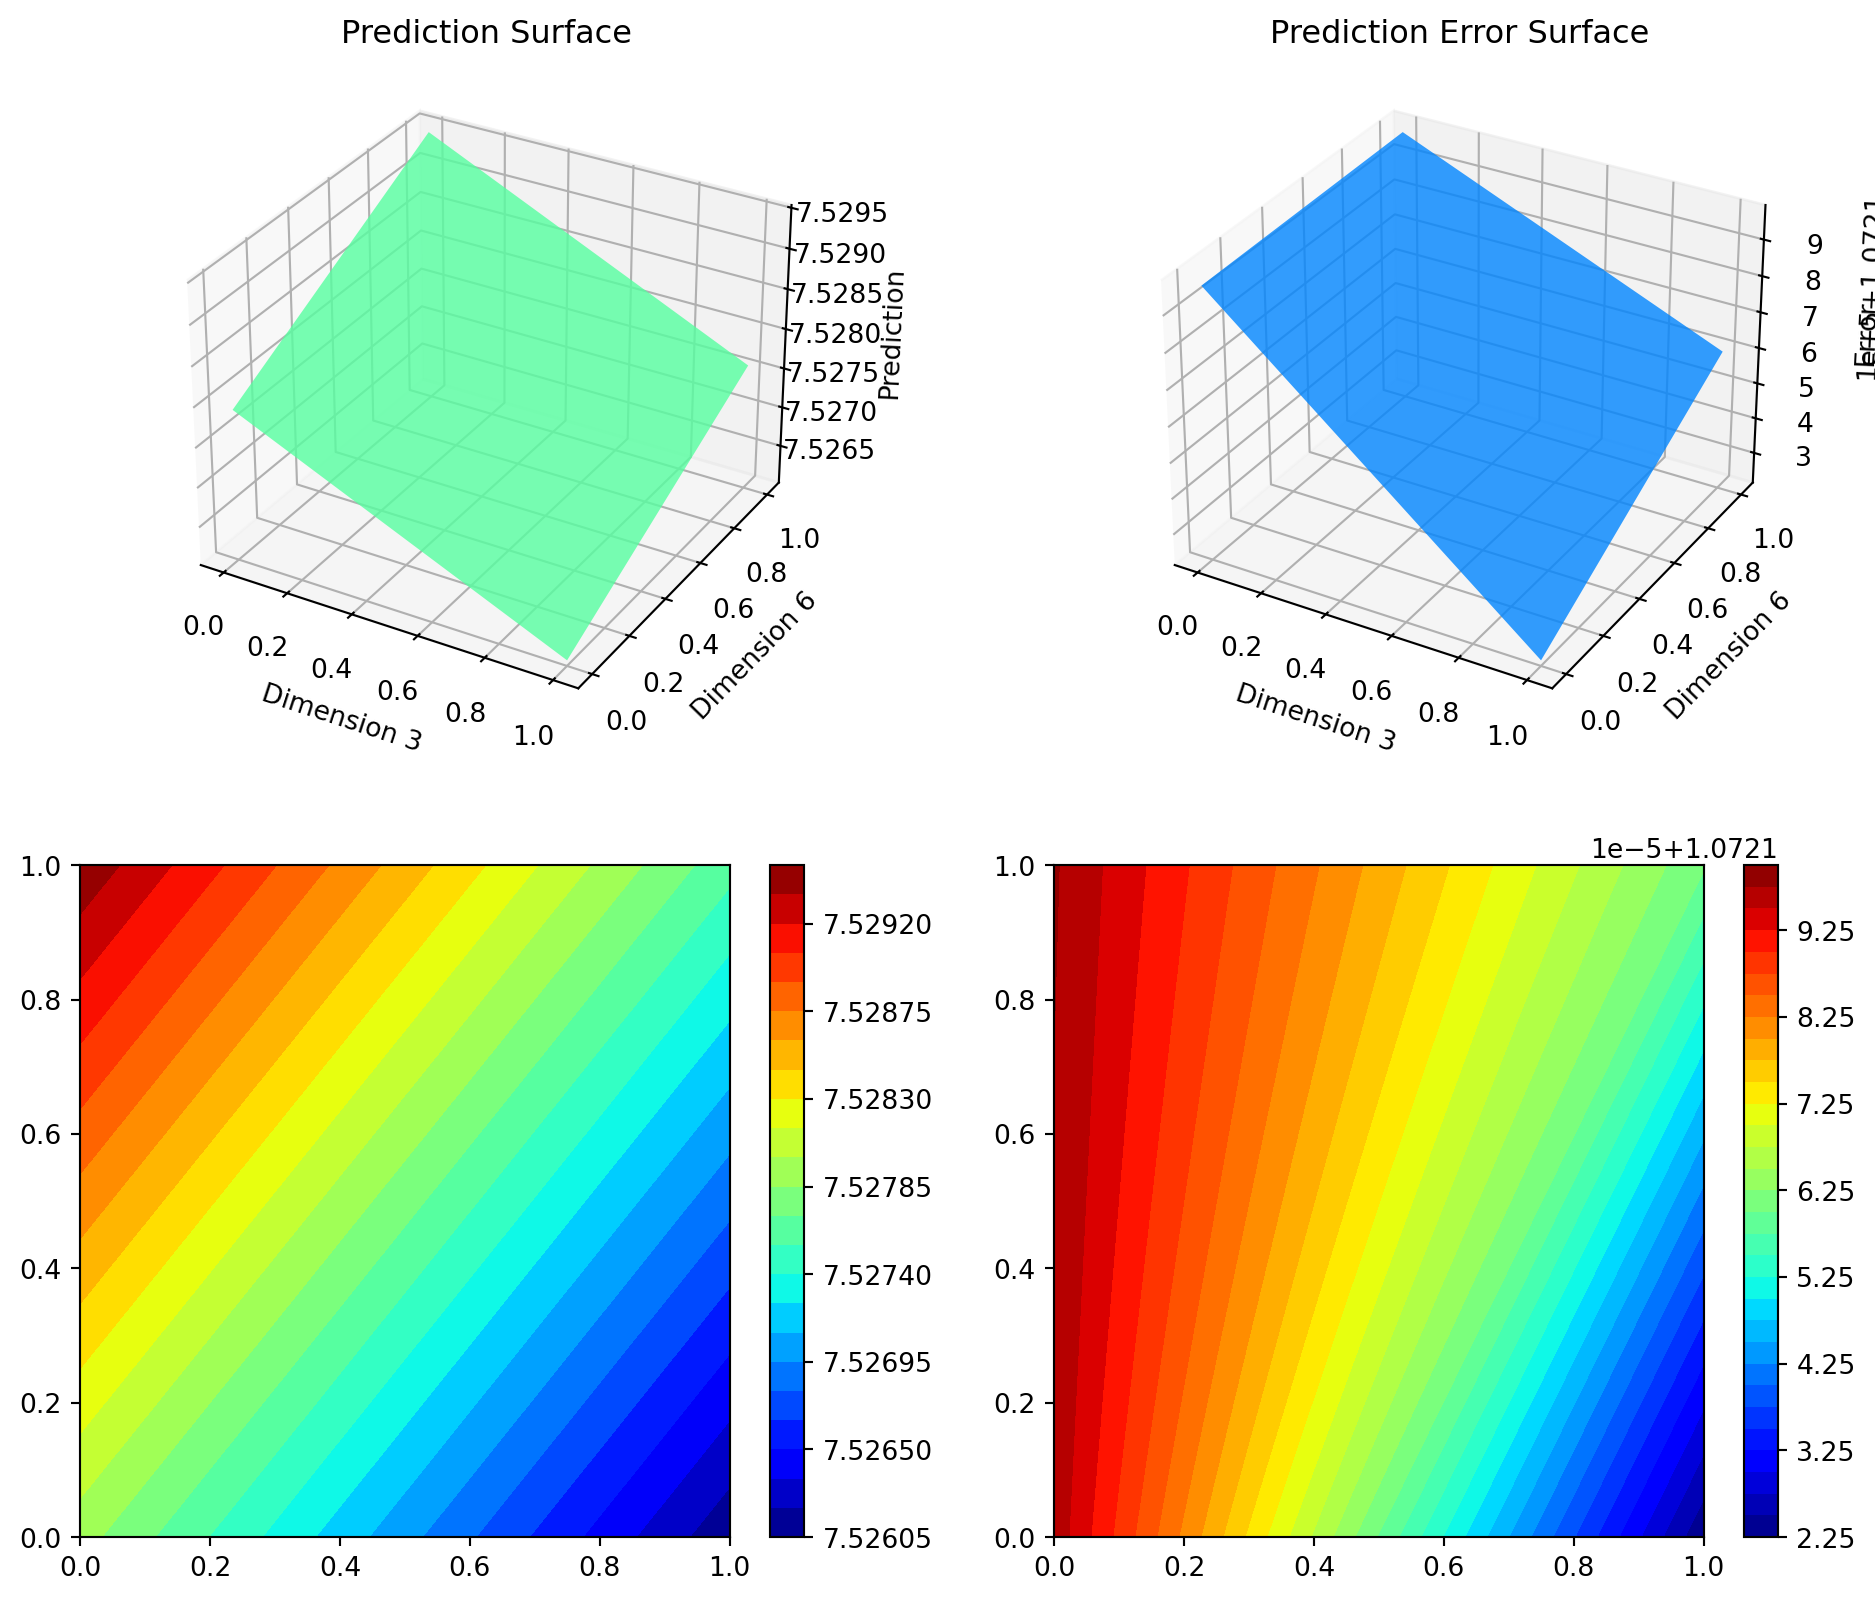 Prediction Surface
7.5295
7.5290
7.5285
7.5280
7.5275
7.5270
7.5265
Prediction
0.0 0.2 0.4 0.6 0.8 1.0
Dimension 3
0.0 0.2 0.4 0.6 0.8 1.0
Dimension 6
Prediction Error Surface
9
8
7
6
5
4
3
Error
1e−5+1.0721
0.0 0.2 0.4 0.6 0.8 1.0
Dimension 3
0.0 0.2 0.4 0.6 0.8 1.0
Dimension 6
1.0
0.8
0.6
0.4
0.2
0.0
0.0 0.2 0.4 0.6 0.8 1.0
7.52920
7.52875
7.52830
7.52785
7.52740
7.52695
7.52650
7.52605
1e−5+1.0721
1.0
0.8
0.6
0.4
0.2
0.0
0.0 0.2 0.4 0.6 0.8 1.0
9.25
8.25
7.25
6.25
5.25
4.25
3.25
2.25